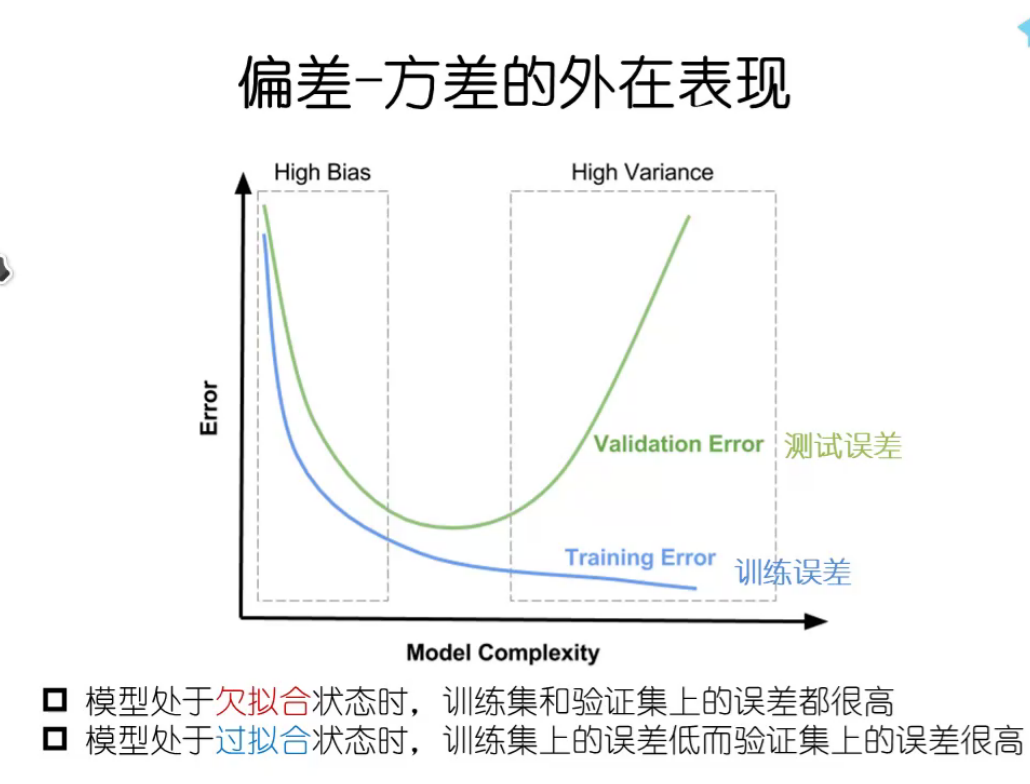 偏差-方差的外在表现
High Bias
High Variance
Error
Validation Error 测试误差
Training Error 训练误差
Model Complexity
模型处于欠拟合状态时，训练集和验证集上的误差都很高
模型处于过拟合状态时，训练集上的误差低而验证集上的误差很高